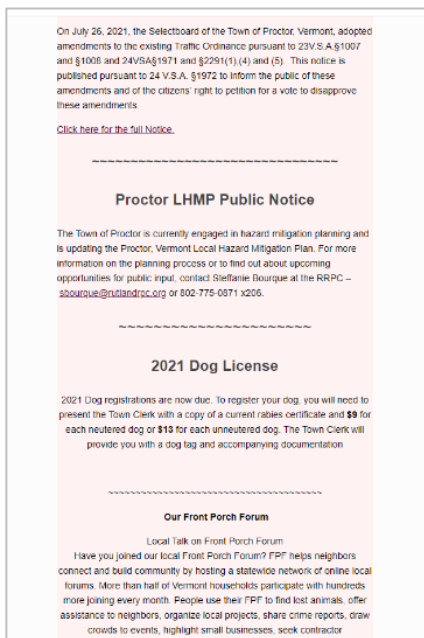 On July 26, 2021, the Selectboard of the Town of Proctor, Vermont, adopted
amendments to the existing Traffic Ordinance pursuant to 23V.S.A.§1007
and §1008 and 24VSA§1971 and §2291(1),(4) and (5).  This notice is
published pursuant to 24 V.S.A. §1972 to inform the public of these
amendments and of the citizens' right to petition for a vote to disapprove
these amendments.
Click here for the full Notice.
~~~~~~~~~~~~~~~~~~~~~~~~~~~~~~~~
Proctor LHMP Public Notice
The Town of Proctor is currently engaged in hazard mitigation planning and
is updating the Proctor, Vermont Local Hazard Mitigation Plan. For more
information on the planning process or to find out about upcoming
opportunities for public input, contact Steffanie Bourque at the RRPC –
sbourque@rutlandrpc.org or 802-775-0871 x206.
~~~~~~~~~~~~~~~~~~~~~~~
2021 Dog License
2021 Dog registrations are now due. To register your dog, you will need to
present the Town Clerk with a copy of a current rabies certificate and $9 for
each neutered dog or $13 for each unneutered dog. The Town Clerk will
provide you with a dog tag and accompanying documentation
~~~~~~~~~~~~~~~~~~~~~~~~~~~~~~~~~~~~~~
Our Front Porch Forum
Local Talk on Front Porch Forum
Have you joined our local Front Porch Forum? FPF helps neighbors
connect and build community by hosting a statewide network of online local
forums. More than half of Vermont households participate with hundreds
more joining every month. People use their FPF to find lost animals, offer
assistance to neighbors, organize local projects, share crime reports, draw
crowds to events, highlight small businesses, seek contractor